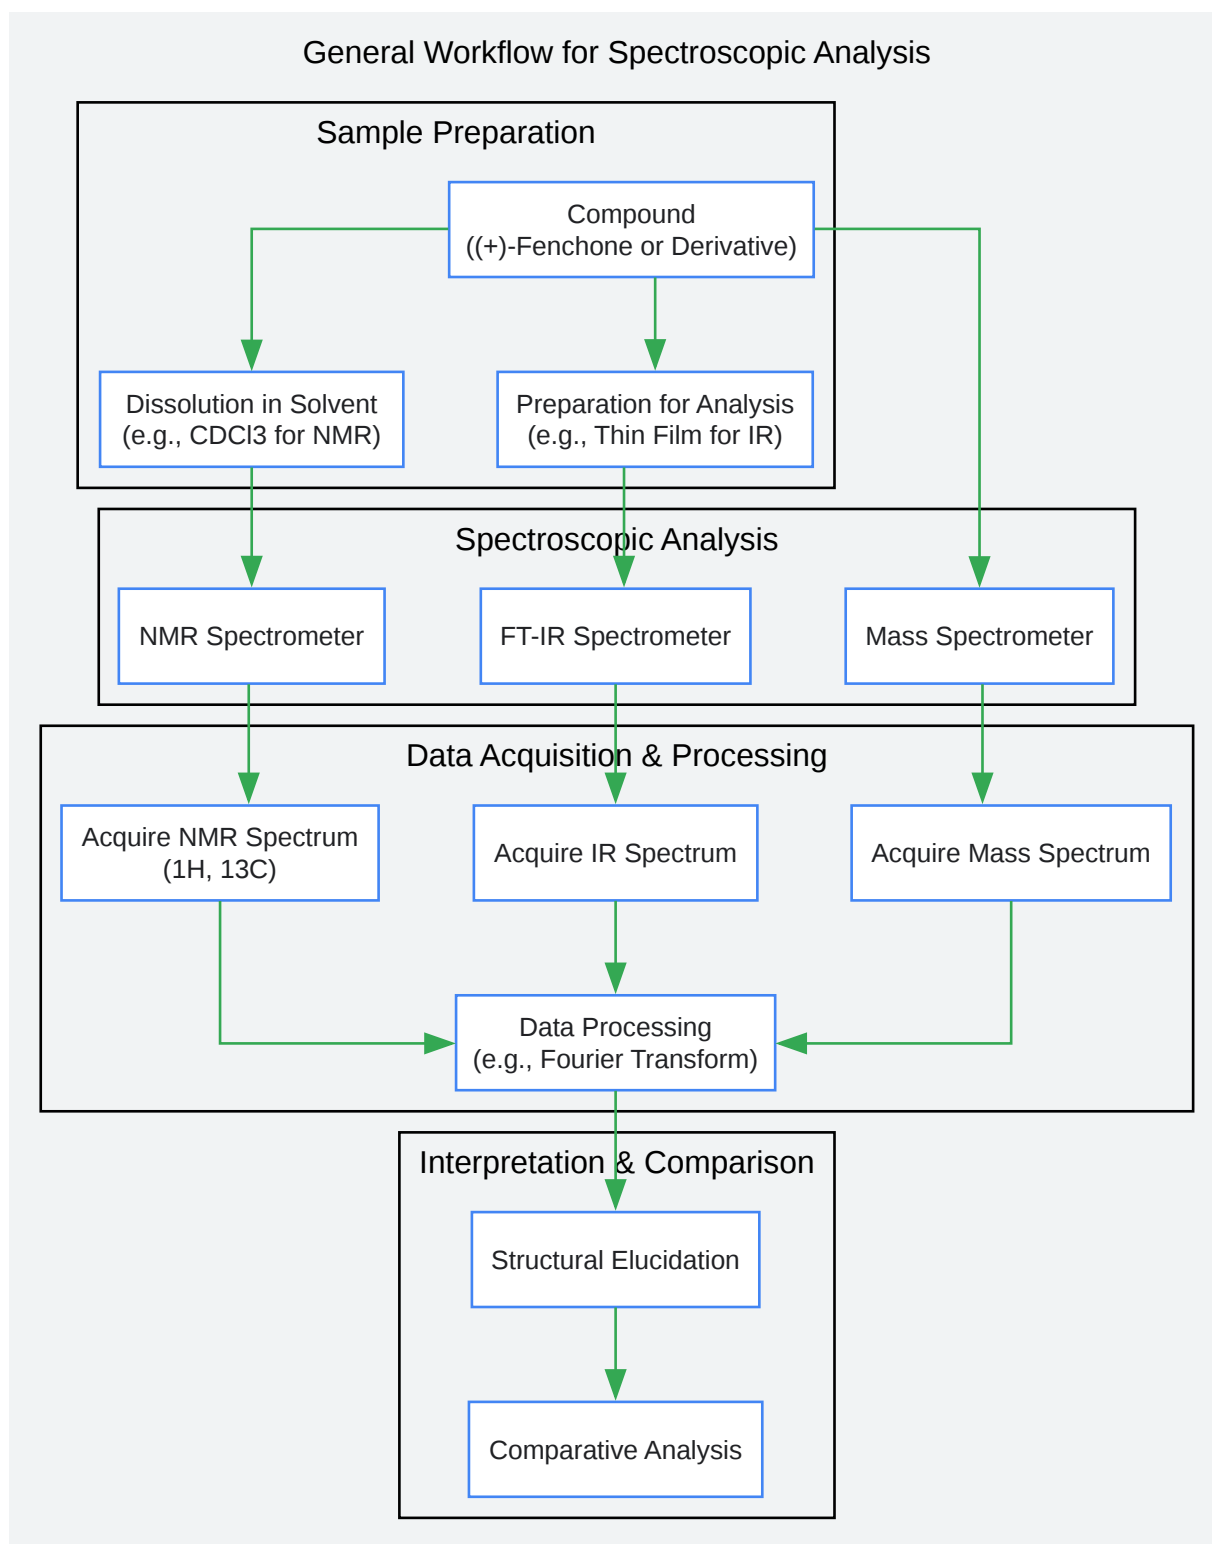 General Workflow for Spectroscopic Analysis
Sample Preparation
Compound
((+)-Fenchone or Derivative)
Dissolution in Solvent
(e.g., CDCl3 for NMR)
Preparation for Analysis
(e.g., Thin Film for IR)
Spectroscopic Analysis
NMR Spectrometer
FT-IR Spectrometer
Mass Spectrometer
Data Acquisition & Processing
Acquire NMR Spectrum
(1H, 13C)
Acquire IR Spectrum
Acquire Mass Spectrum
Data Processing
(e.g., Fourier Transform)
Interpretation & Comparison
Structural Elucidation
Comparative Analysis